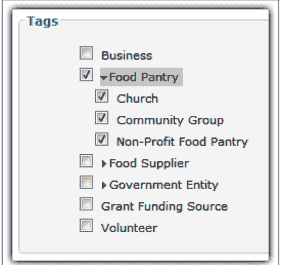 Tags
Business
Food Pantry
Church
Community Group
Non-Profit Food Pantry
Food Supplier
Government Entity
Grant Funding Source
Volunteer